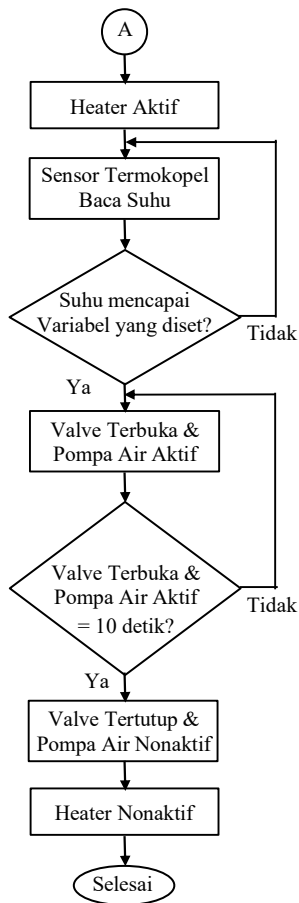 A
Heater Aktif
Sensor Termokopel
Baca Suhu
Suhu mencapai
Variabel yang diset?
Tidak
Ya
Valve Terbuka &
Pompa Air Aktif
Valve Terbuka &
Pompa Air Aktif
= 10 detik?
Tidak
Ya
Valve Tertutup &
Pompa Air Nonaktif
Heater Nonaktif
Selesai